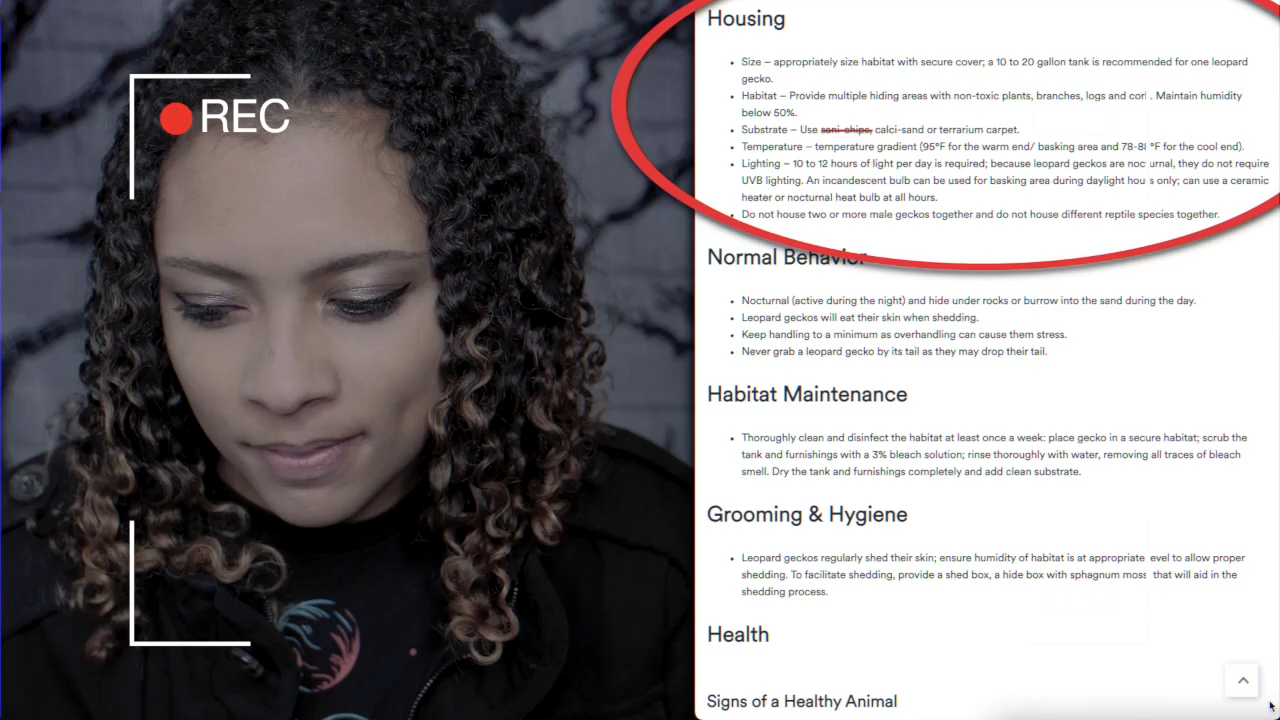 REC
Housing
Size – appropriately size habitat with secure cover; a 10 to 20 gallon tank is recommended for one leopard
gecko.
Habitat – Provide multiple hiding areas with non-toxic plants, branches, logs and cor . Maintain humidity
below 50%.
Substrate – Use sani-chips, calci-sand or terrarium carpet.
Temperature – temperature gradient (95°F for the warm end/ basking area and 78-8 °F for the cool end).
Lighting – 10 to 12 hours of light per day is required; because leopard geckos are noc urnal, they do not require
UVB lighting. An incandescent bulb can be used for basking area during daylight hou s only; can use a ceramic
heater or nocturnal heat bulb at all hours.
Do not house two or more male geckos together and do not house different reptile species together.
Normal Behavior
Nocturnal (active during the night) and hide under rocks or burrow into the sand during the day.
Leopard geckos will eat their skin when shedding.
Keep handling to a minimum as overhandling can cause them stress.
Never grab a leopard gecko by its tail as they may drop their tail.
Habitat Maintenance
Thoroughly clean and disinfect the habitat at least once a week: place gecko in a secure habitat; scrub the
tank and furnishings with a 3% bleach solution; rinse thoroughly with water, removing all traces of bleach
smell. Dry the tank and furnishings completely and add clean substrate.
Grooming & Hygiene
Leopard geckos regularly shed their skin; ensure humidity of habitat is at appropriate evel to allow proper
shedding. To facilitate shedding, provide a shed box, a hide box with sphagnum moss that will aid in the
shedding process.
Health
Signs of a Healthy Animal